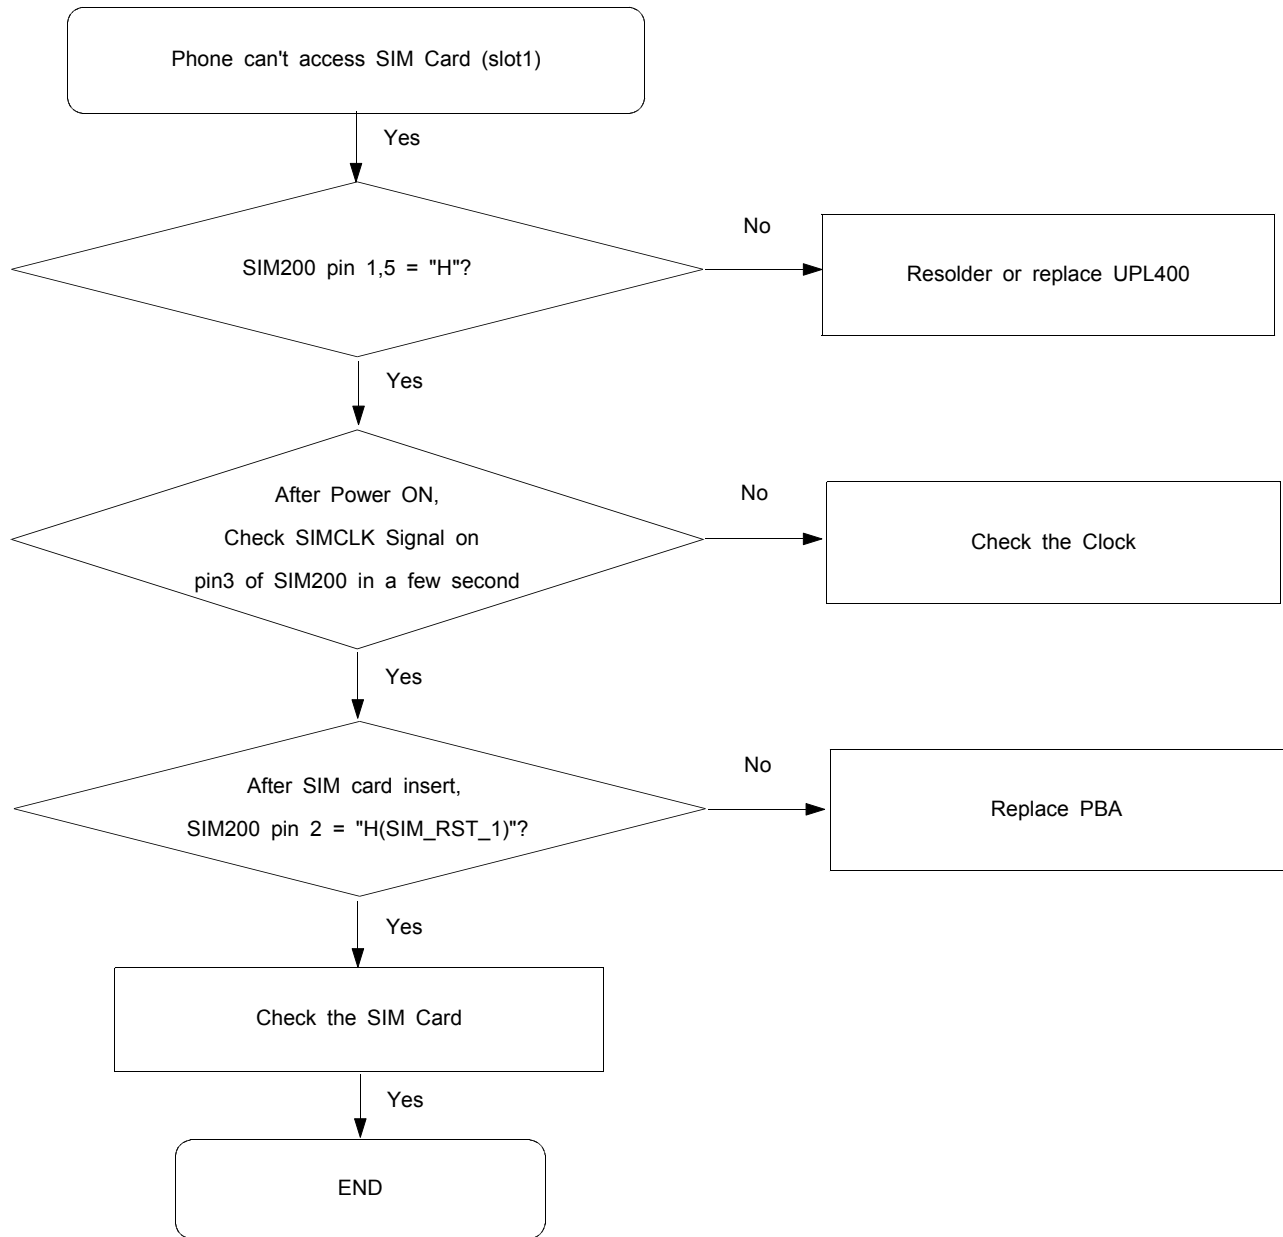 Phone can't access SIM Card (slot1)
Yes
SIM200 pin 1,5 = "H"?
No
Resolder or replace UPL400
Yes
After Power ON,
Check SIMCLK Signal on
pin3 of SIM200 in a few second
No
Check the Clock
Yes
After SIM card insert,
SIM200 pin 2 = "H(SIM_RST_1)"?
No
Replace PBA
Yes
Check the SIM Card
Yes
END